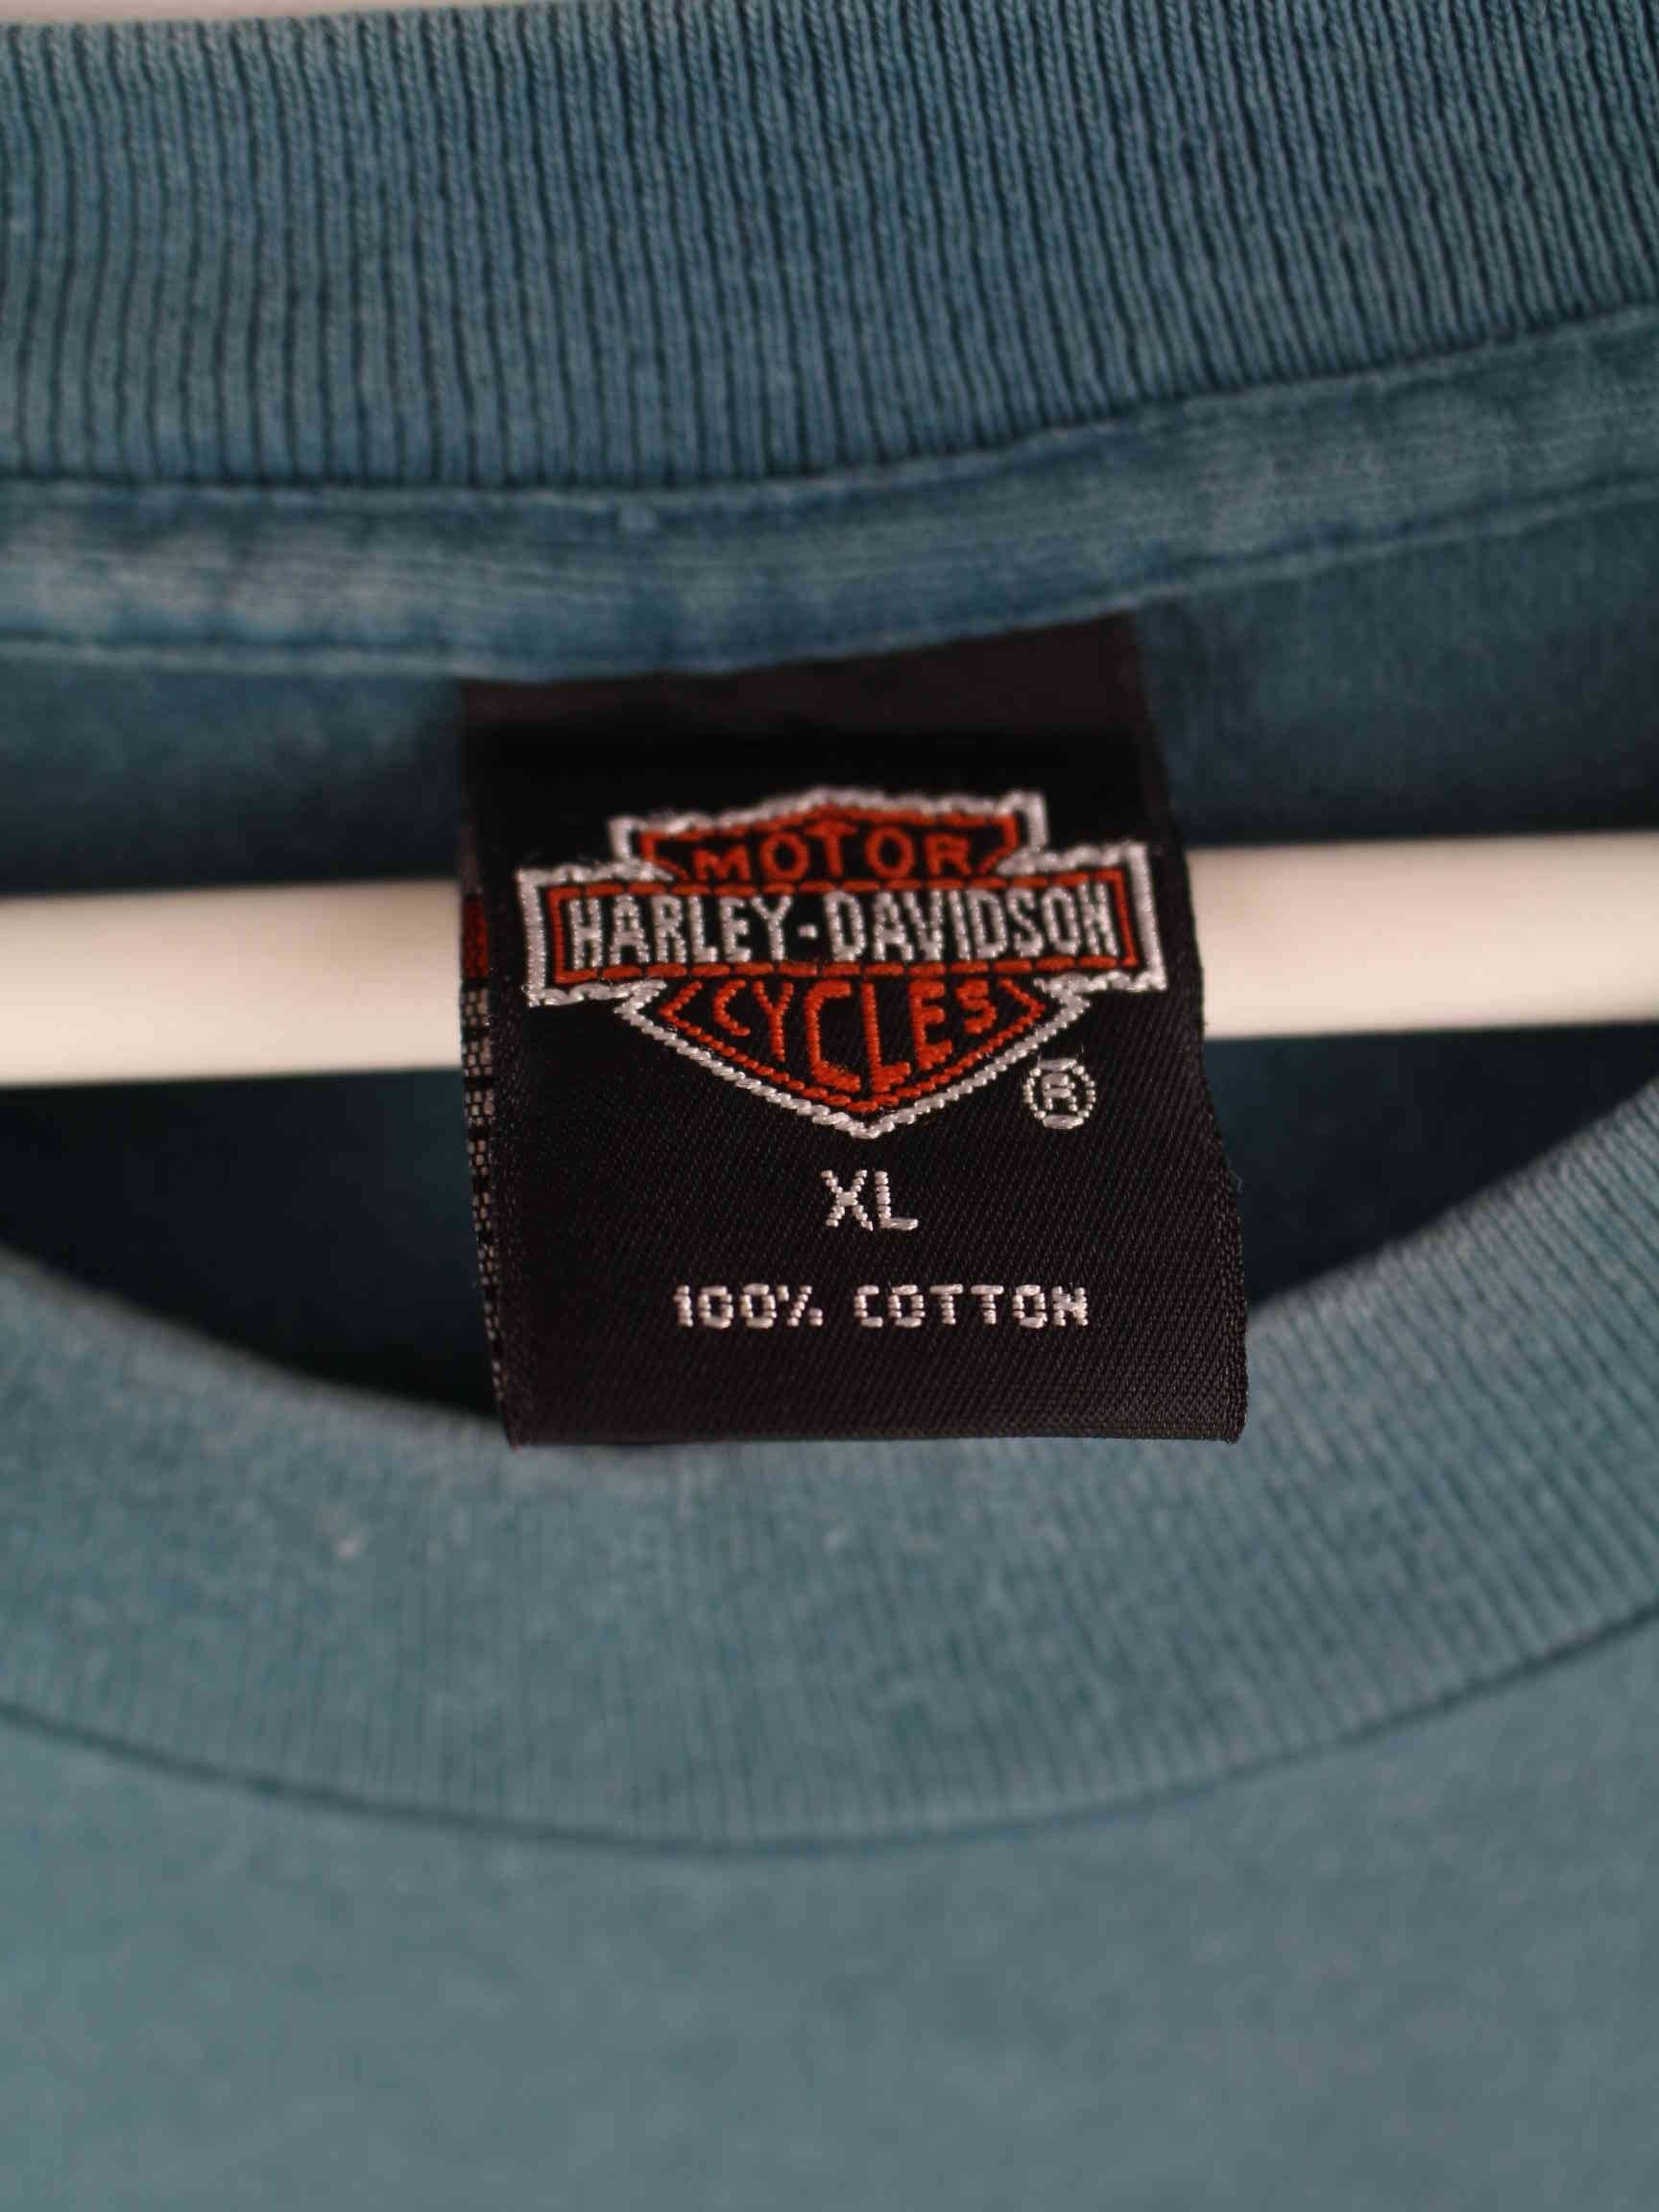 MOTOR
HARLEY-DAVIDSON
CYCLES
®
XL
100% COTTON